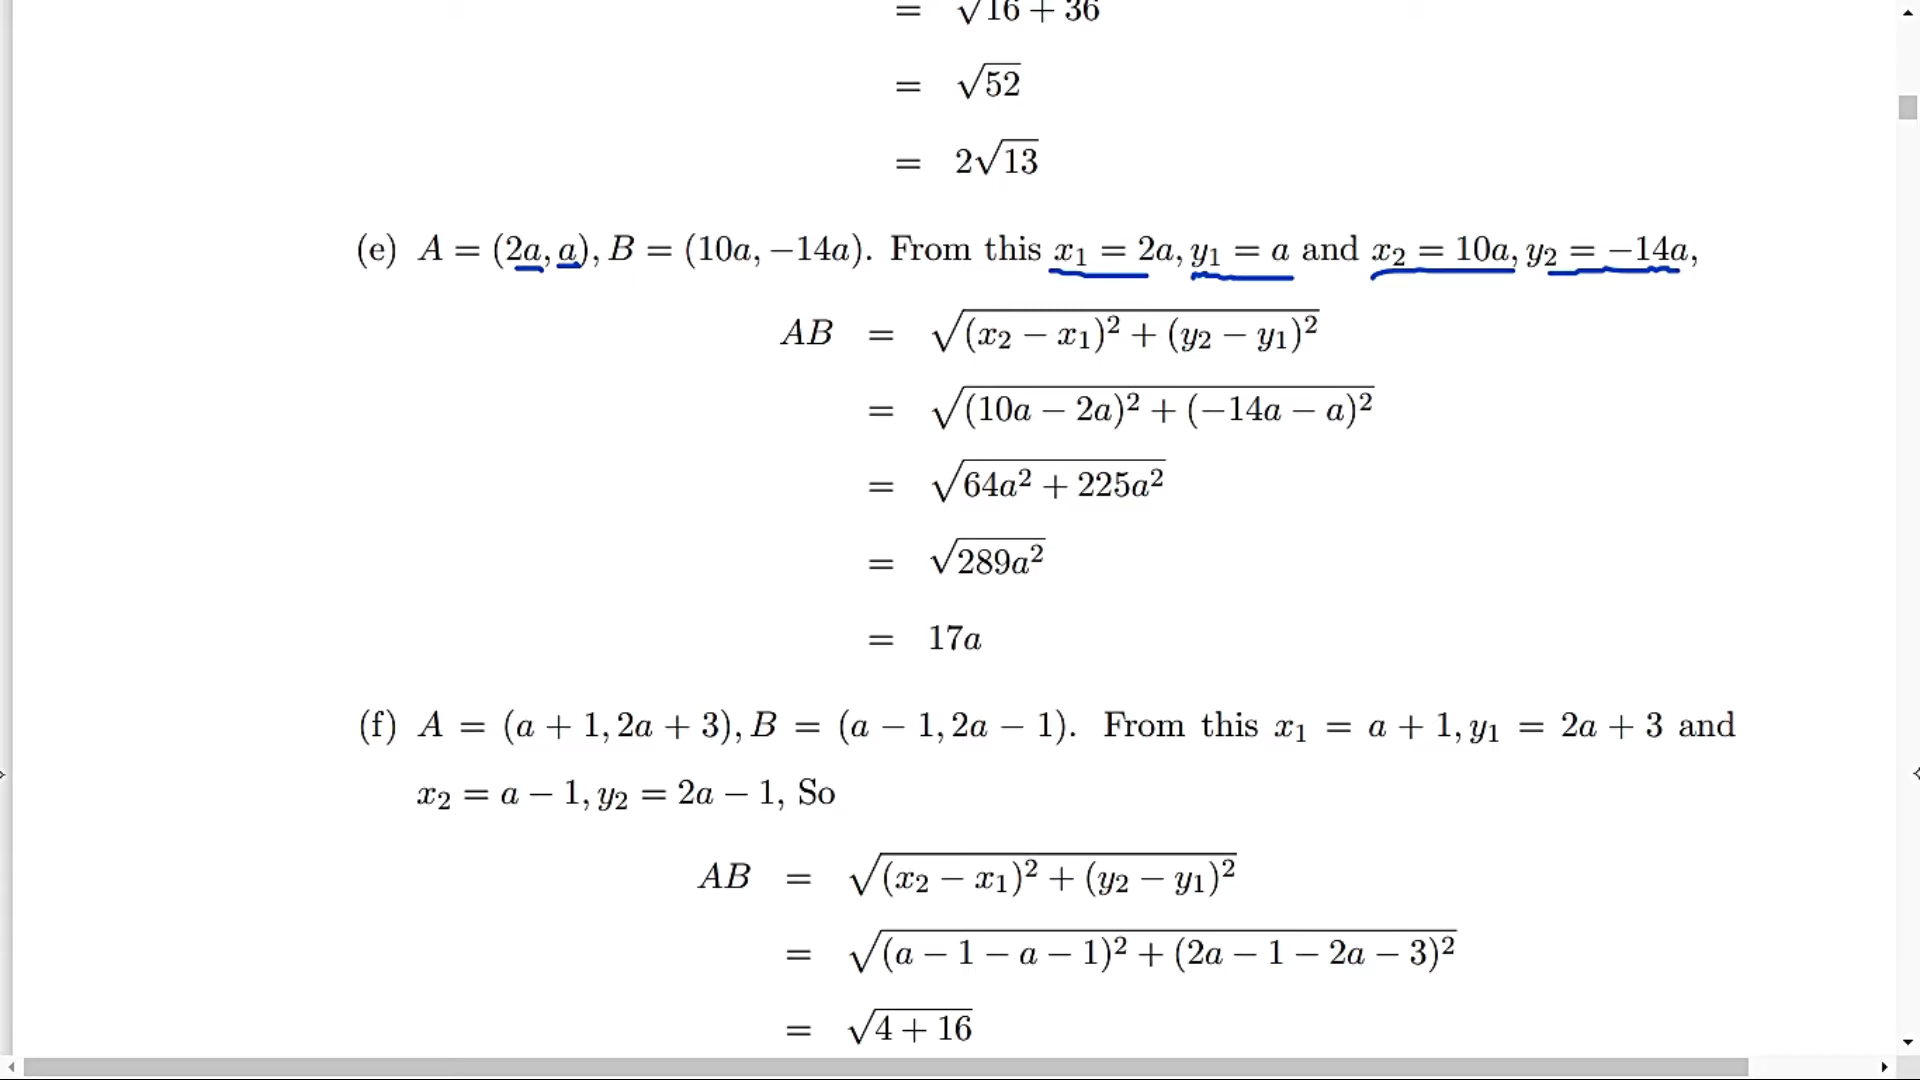 = √16 + 36
= √52
= 2√13
(e) A = (2a, a), B = (10a, −14a). From this x₁ = 2a, y₁ = a and x₂ = 10a, y₂ = −14a,
AB = √(x₂ − x₁)² + (y₂ − y₁)²
= √(10a − 2a)² + (−14a − a)²
= √64a² + 225a²
= √289a²
= 17a
(f) A = (a + 1, 2a + 3), B = (a − 1, 2a − 1). From this x₁ = a + 1, y₁ = 2a + 3 and
x₂ = a − 1, y₂ = 2a − 1, So
AB = √(x₂ − x₁)² + (y₂ − y₁)²
= √(a − 1 − a − 1)² + (2a − 1 − 2a − 3)²
= √4 + 16